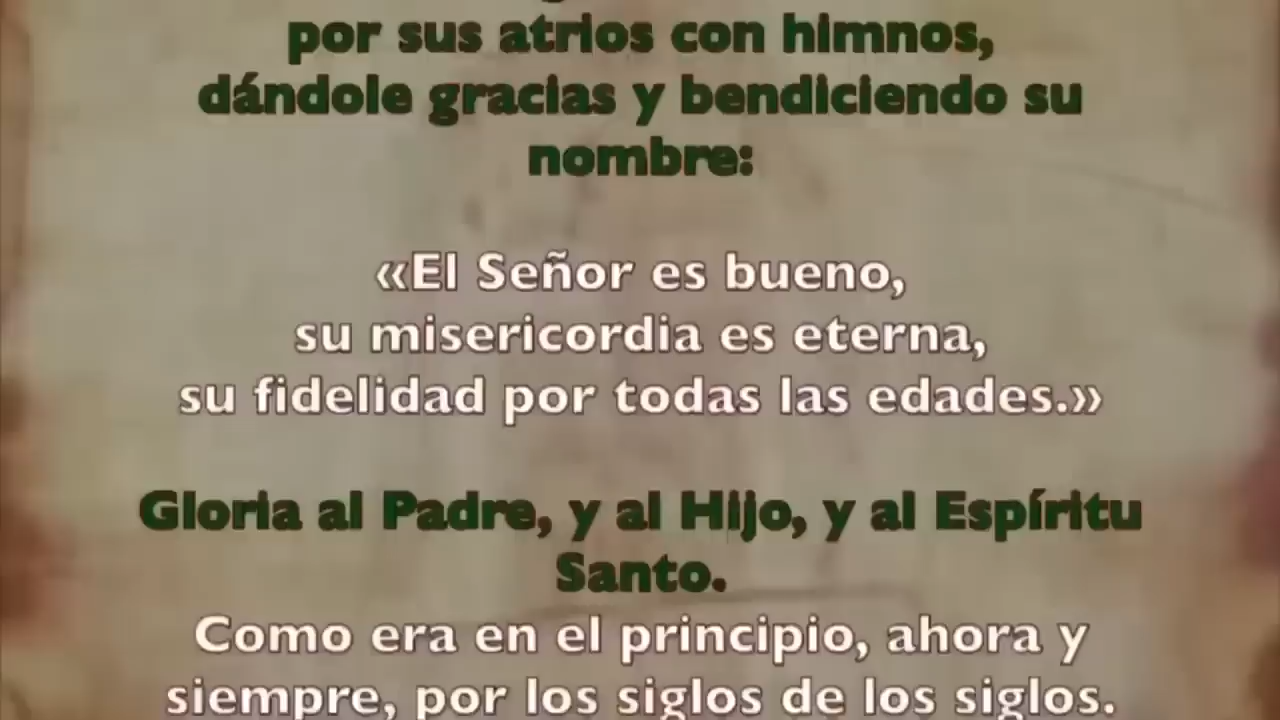 por sus atrios con himnos,
dándole gracias y bendiciendo su
nombre:
«El Señor es bueno,
su misericordia es eterna,
su fidelidad por todas las edades.»
Gloria al Padre, y al Hijo, y al Espíritu
Santo.
Como era en el principio, ahora y
siempre, por los siglos de los siglos.